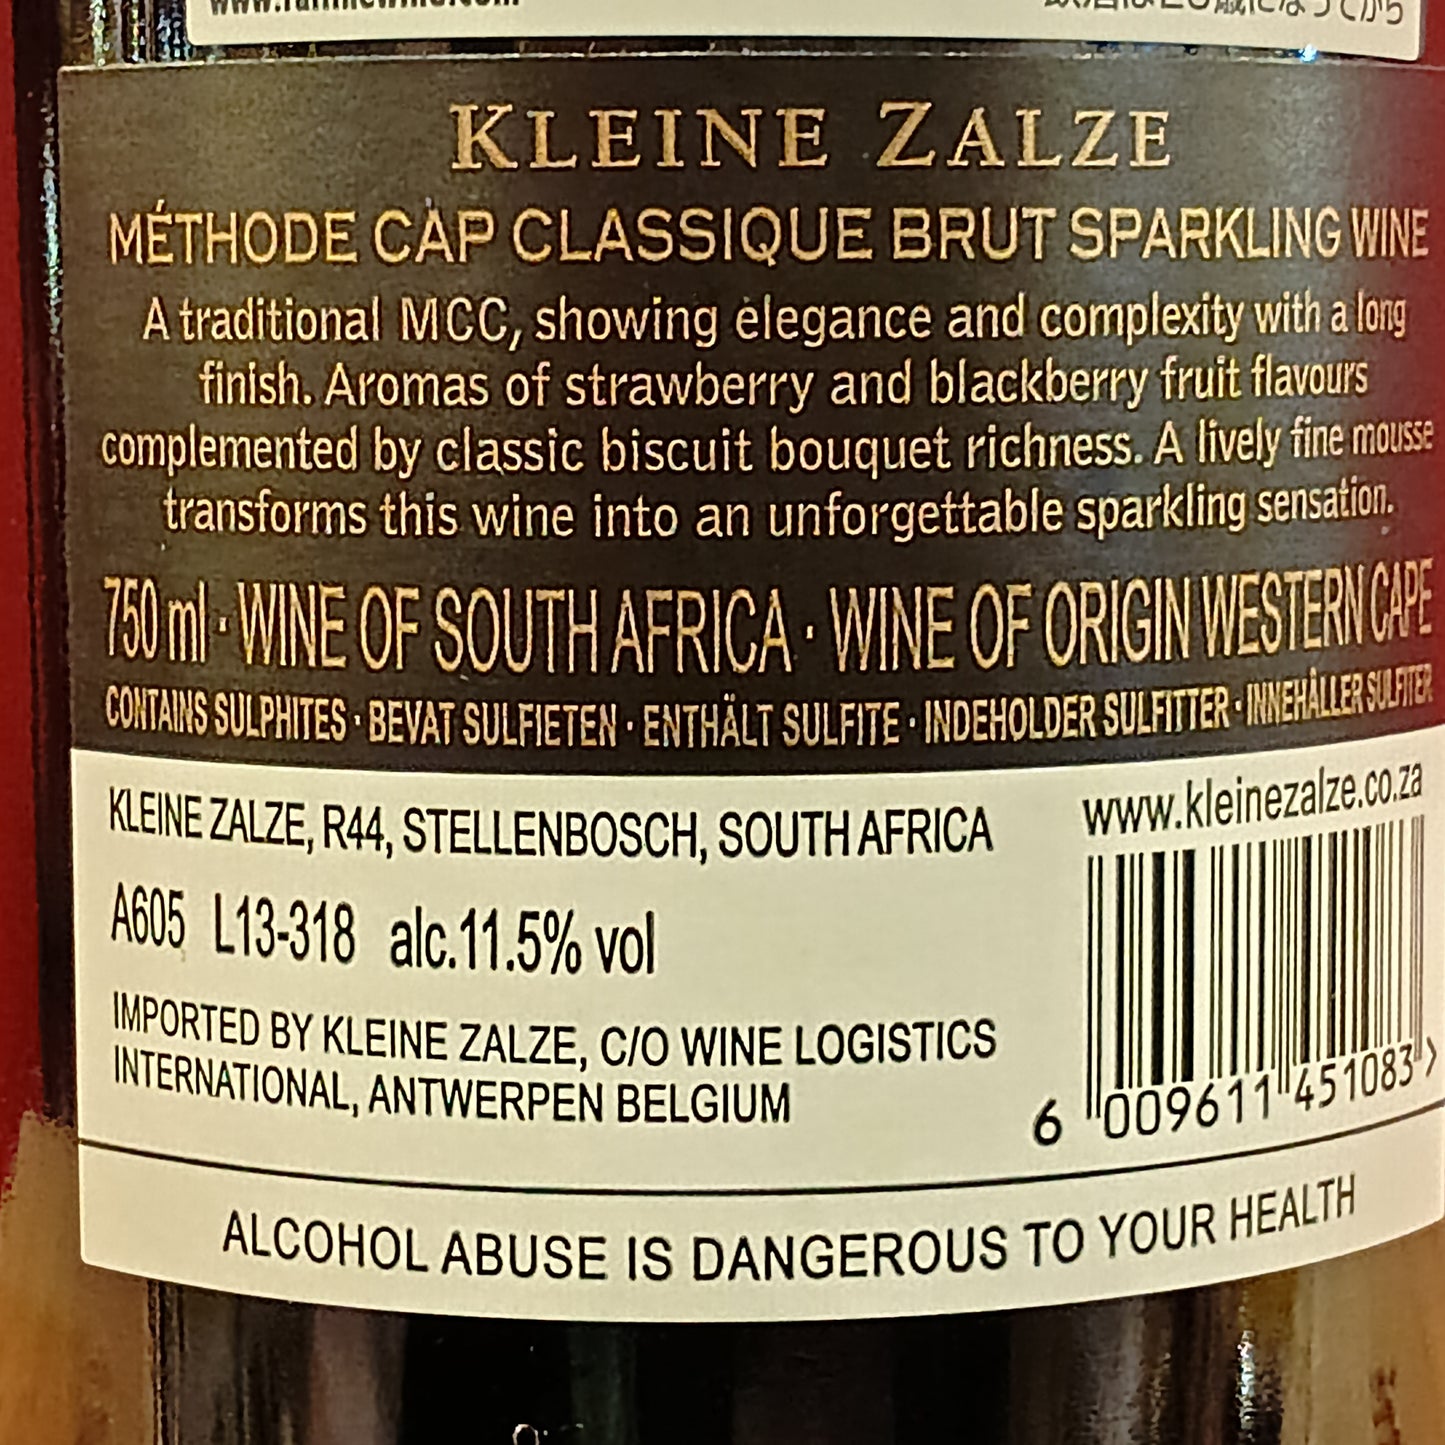 KLEINE ZALZE
MÉTHODE CAP CLASSIQUE BRUT SPARKLING WINE
A traditional MCC, showing elegance and complexity with a long
finish. Aromas of strawberry and blackberry fruit flavours
complemented by classic biscuit bouquet richness. A lively fine mousse
transforms this wine into an unforgettable sparkling sensation.
750 ml · WINE OF SOUTH AFRICA · WINE OF ORIGIN WESTERN CAPE
CONTAINS SULPHITES · BEVAT SULFIETEN · ENTHÄLT SULFITE · INDEHOLDER SULFITTER · INNEHÅLLER SULFITER
KLEINE ZALZE, R44, STELLENBOSCH, SOUTH AFRICA
www.kleinezalze.co.za
A605 L13-318 alc.11.5% vol
IMPORTED BY KLEINE ZALZE, C/O WINE LOGISTICS
INTERNATIONAL, ANTWERPEN BELGIUM
6 009611 451083 >
ALCOHOL ABUSE IS DANGEROUS TO YOUR HEALTH